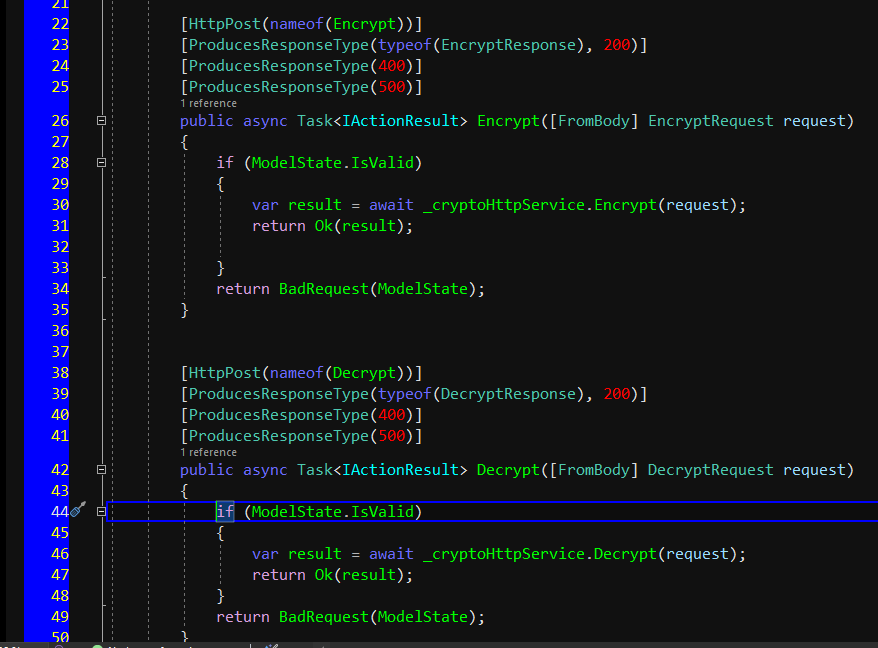 21
22 [HttpPost(nameof(Encrypt))]
23 [ProducesResponseType(typeof(EncryptResponse), 200)]
24 [ProducesResponseType(400)]
25 [ProducesResponseType(500)]
1 reference
26 public async Task<IActionResult> Encrypt([FromBody] EncryptRequest request)
27 {
28 if (ModelState.IsValid)
29 {
30 var result = await _cryptoHttpService.Encrypt(request);
31 return Ok(result);
32
33 }
34 return BadRequest(ModelState);
35 }
36
37
38 [HttpPost(nameof(Decrypt))]
39 [ProducesResponseType(typeof(DecryptResponse), 200)]
40 [ProducesResponseType(400)]
41 [ProducesResponseType(500)]
1 reference
42 public async Task<IActionResult> Decrypt([FromBody] DecryptRequest request)
43 {
44 if (ModelState.IsValid)
45 {
46 var result = await _cryptoHttpService.Decrypt(request);
47 return Ok(result);
48 }
49 return BadRequest(ModelState);
50 }